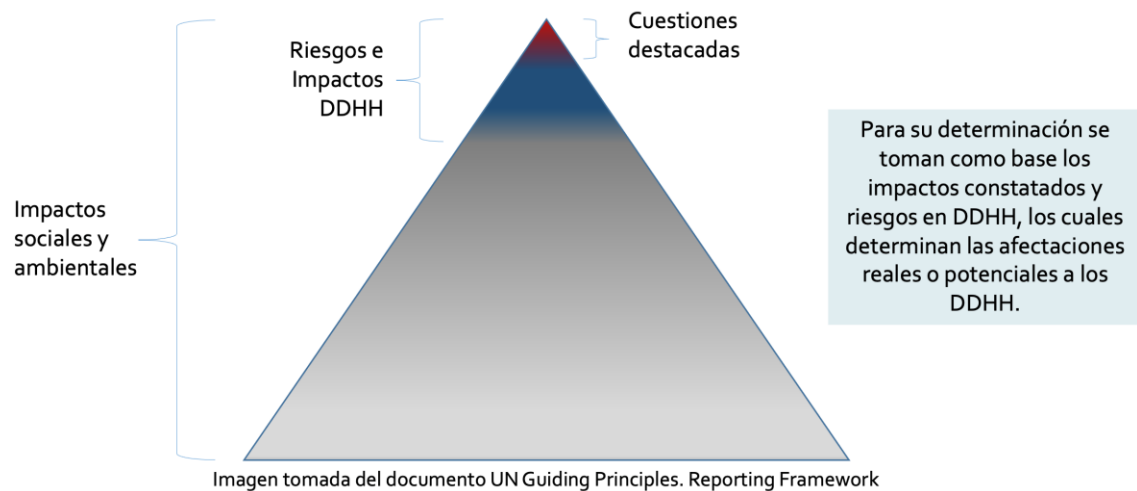 Cuestiones
destacadas
Riesgos e
Impactos
DDHH
Impactos
sociales y
ambientales
Para su determinación se
toman como base los
impactos constatados y
riesgos en DDHH, los cuales
determinan las afectaciones
reales o potenciales a los
DDHH.
Imagen tomada del documento UN Guiding Principles. Reporting Framework